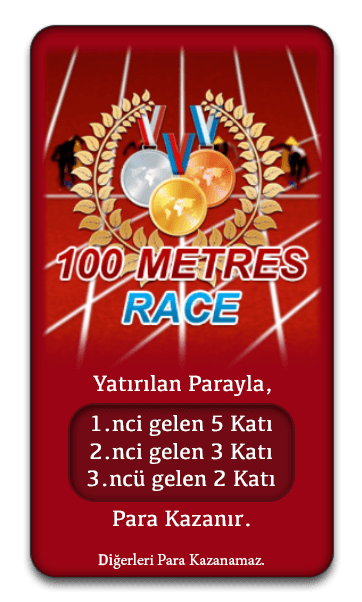 100 METRES
RACE
Yatırılan Parayla,
1.nci gelen 5 Katı
2.nci gelen 3 Katı
3.ncü gelen 2 Katı
Para Kazanır.
Diğerleri Para Kazanamaz.